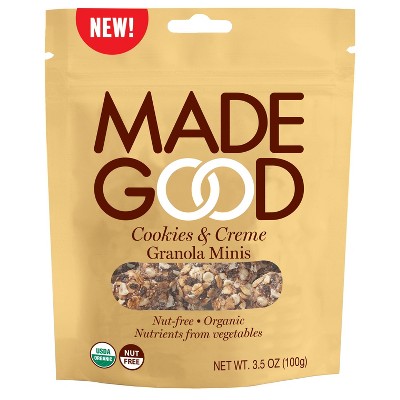 NEW!
MADE
GOOD
Cookies & Creme
Granola Minis
Nut-free • Organic
Nutrients from vegetables
USDA
ORGANIC
NUT
FREE
NET WT. 3.5 OZ (100g)